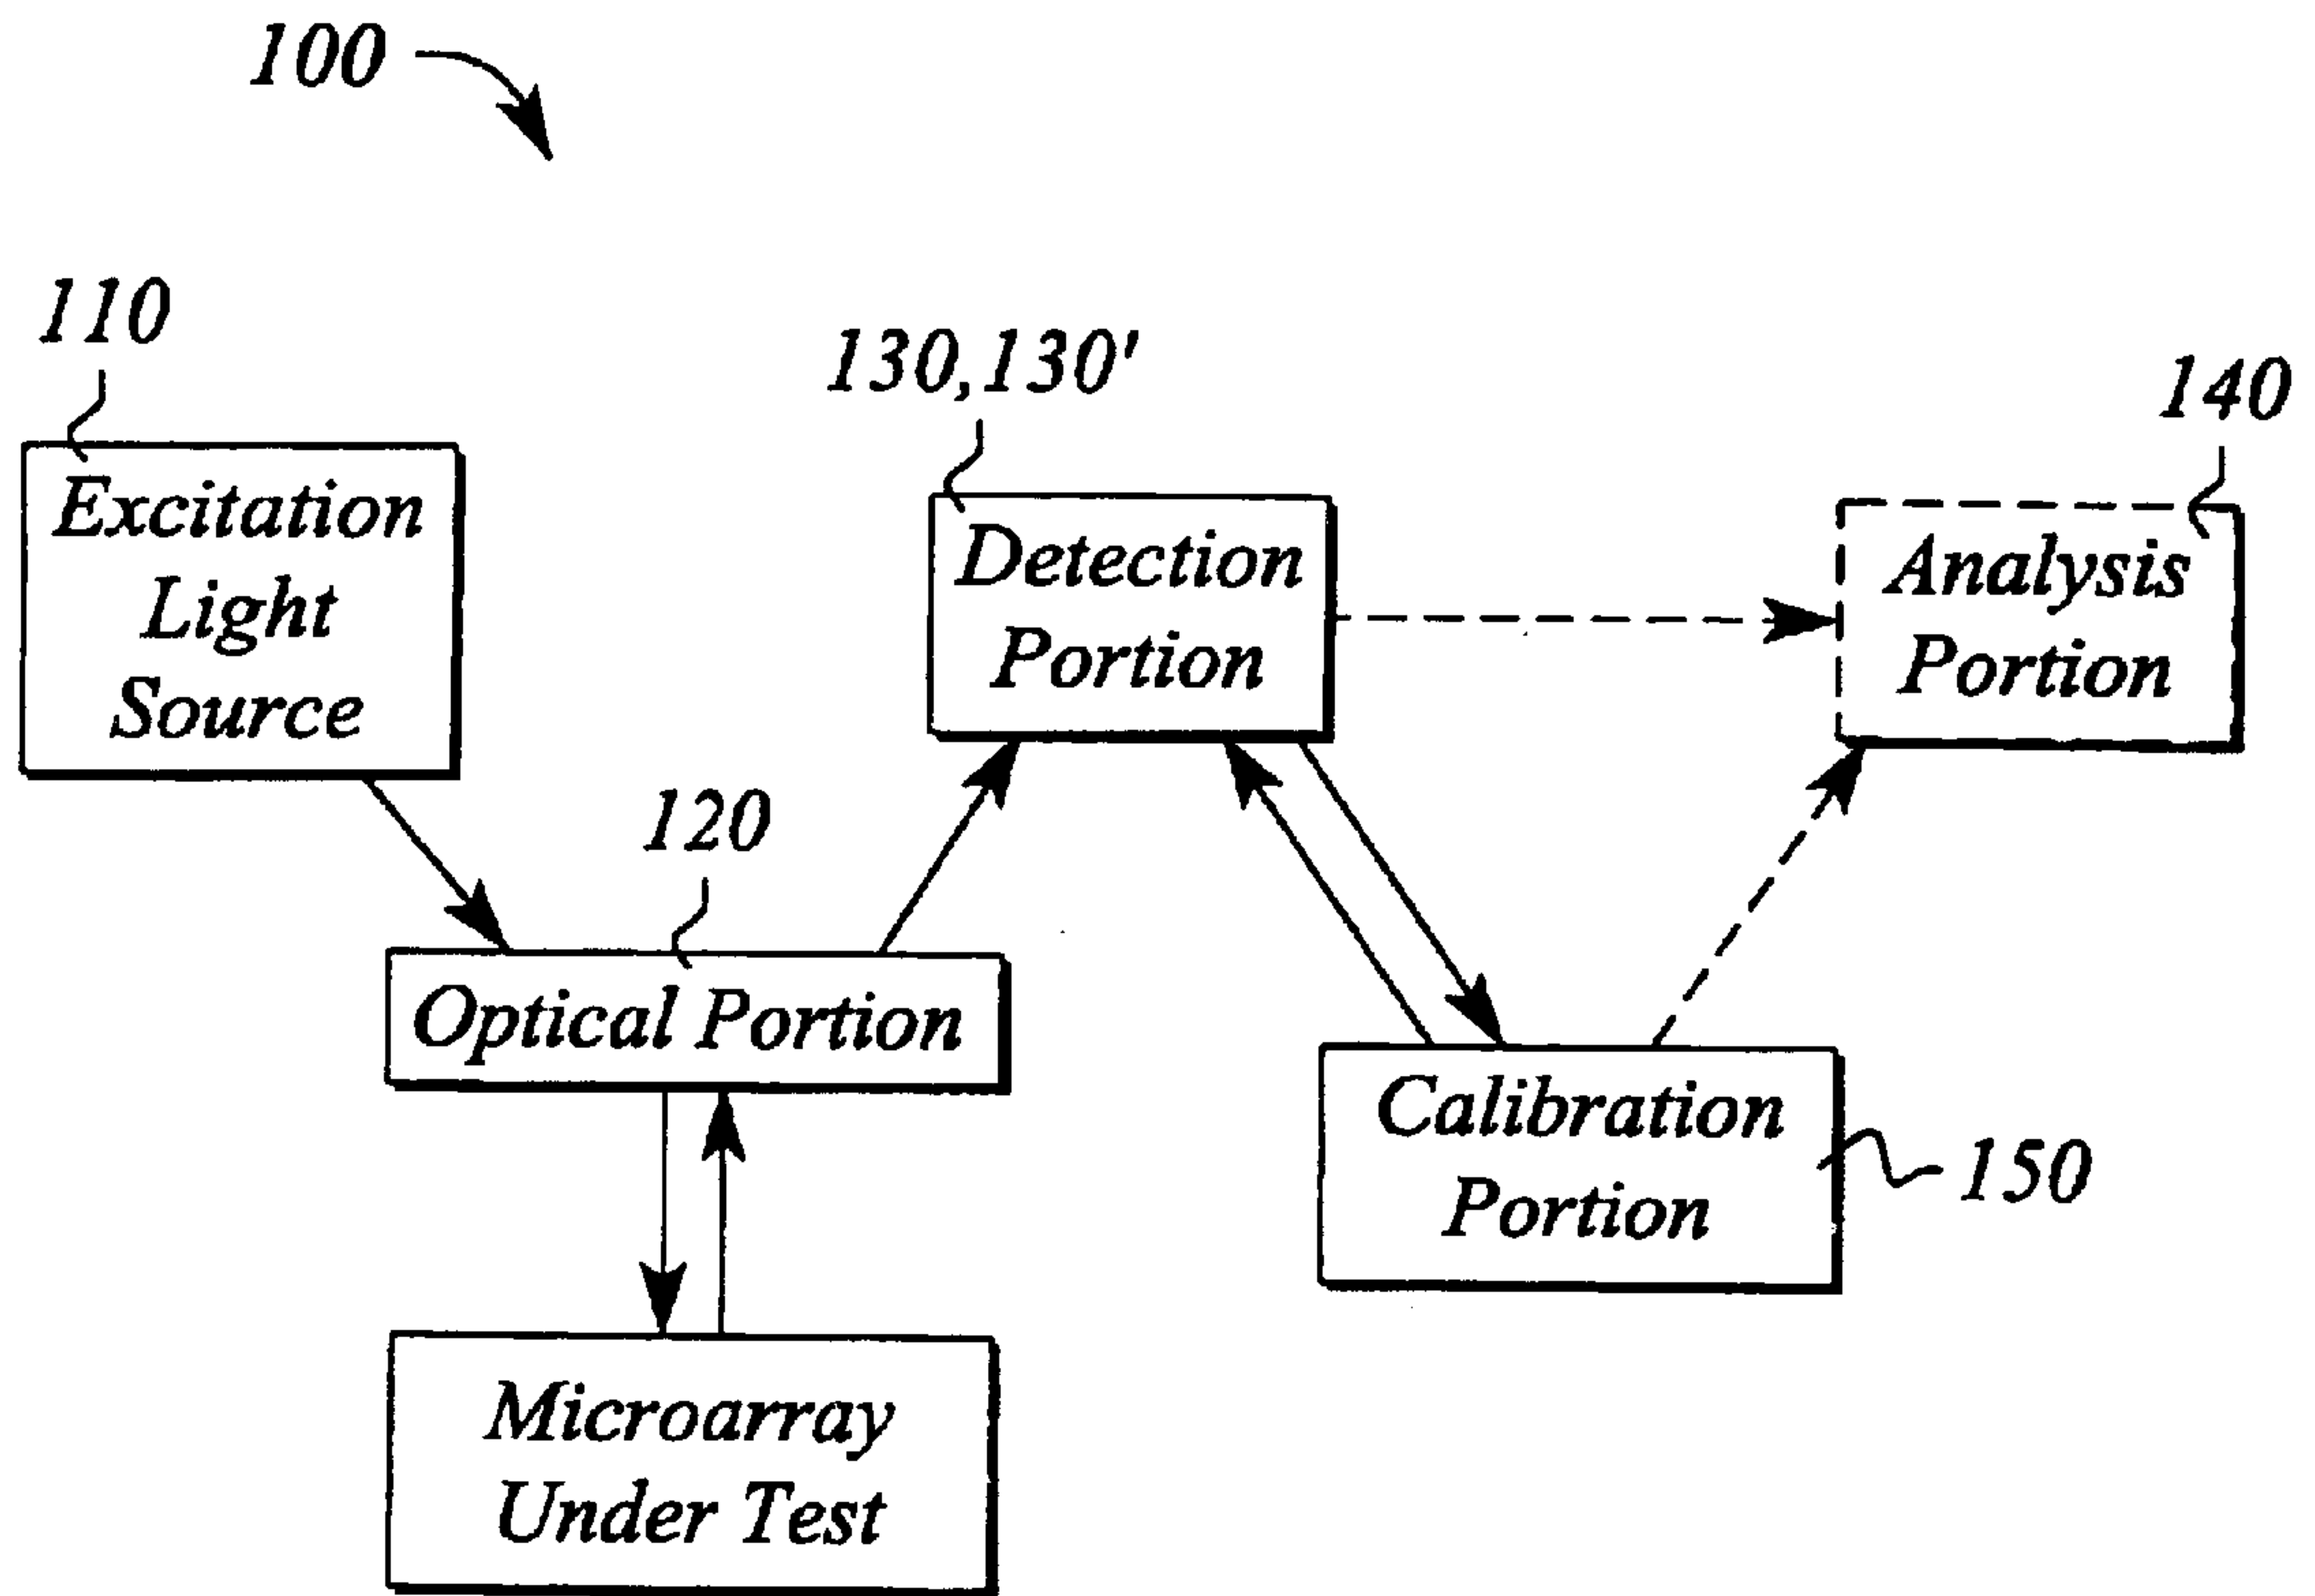 100
110
130,130'
140
Excitation
Light
Source
Detection
Portion
Analysis
Portion
120
Optical Portion
Calibration
Portion
150
Microarray
Under Test